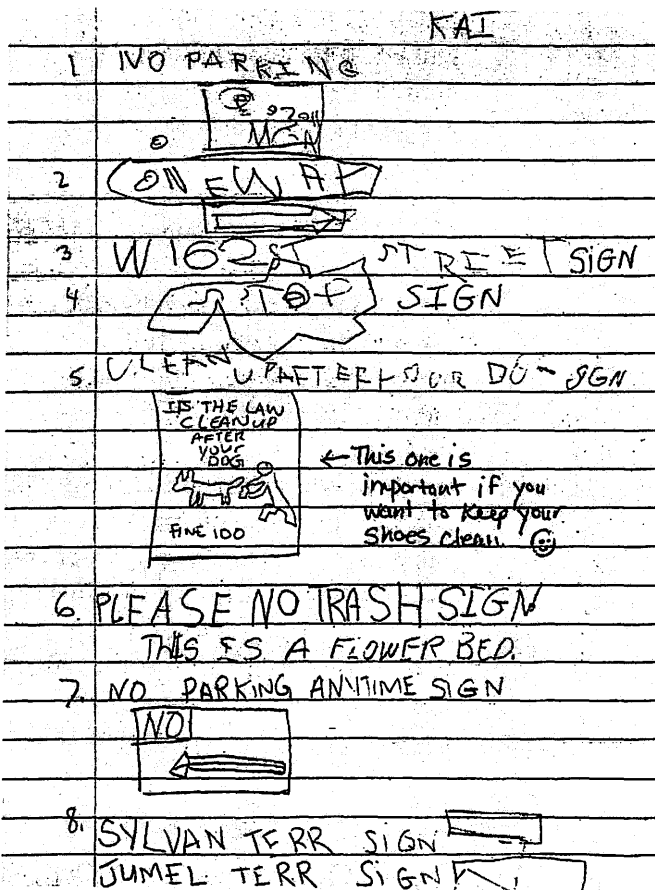 KAI
1 NO PARKING
2 ONE WAY
3 W 162 ST STREET SIGN
4 STOP SIGN
5. CLEAN UP AFTER YOUR DO SIGN
IT'S THE LAW
CLEAN UP
AFTER
YOUR
DOG
FINE 100
← This one is
important if you
want to keep your
shoes clean. ☺
6. PLEASE NO TRASH SIGN
THIS IS A FLOWER BED.
7. NO PARKING ANYTIME SIGN
NO
8. SYLVAN TERR SIGN
JUMEL TERR SIGN